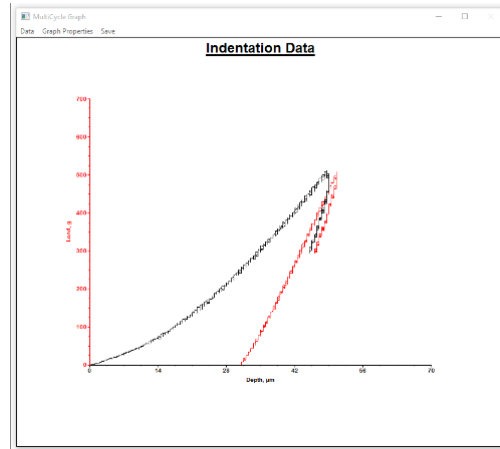 MultiCycle Graph
Data Graph Properties Save
Indentation Data
700
600
500
400
300
200
100
0
Load, g
0 14 28 42 56 70
Depth, µm